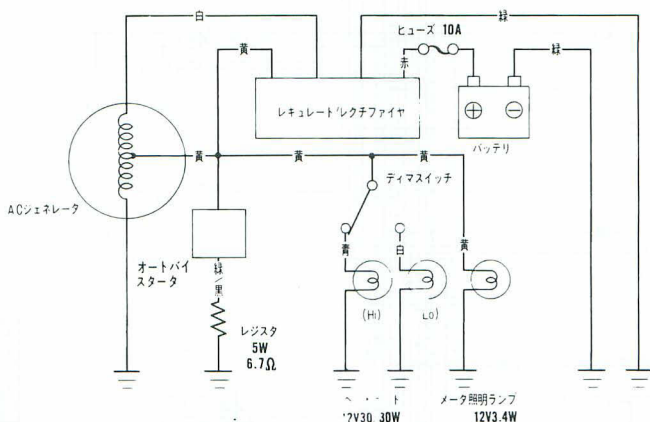 白
緑
ヒューズ 10A
黄
赤
緑
レギュレート/レクチファイヤ
バッテリ
黄
黄
黄
ディマスイッチ
ACジェネレータ
オートバイ
スタータ
緑/黒
青
白
黄
(HI)
LO)
レジスタ
5W
6.7Ω
メータ照明ランプ
12V3.4W
12V30, 30W